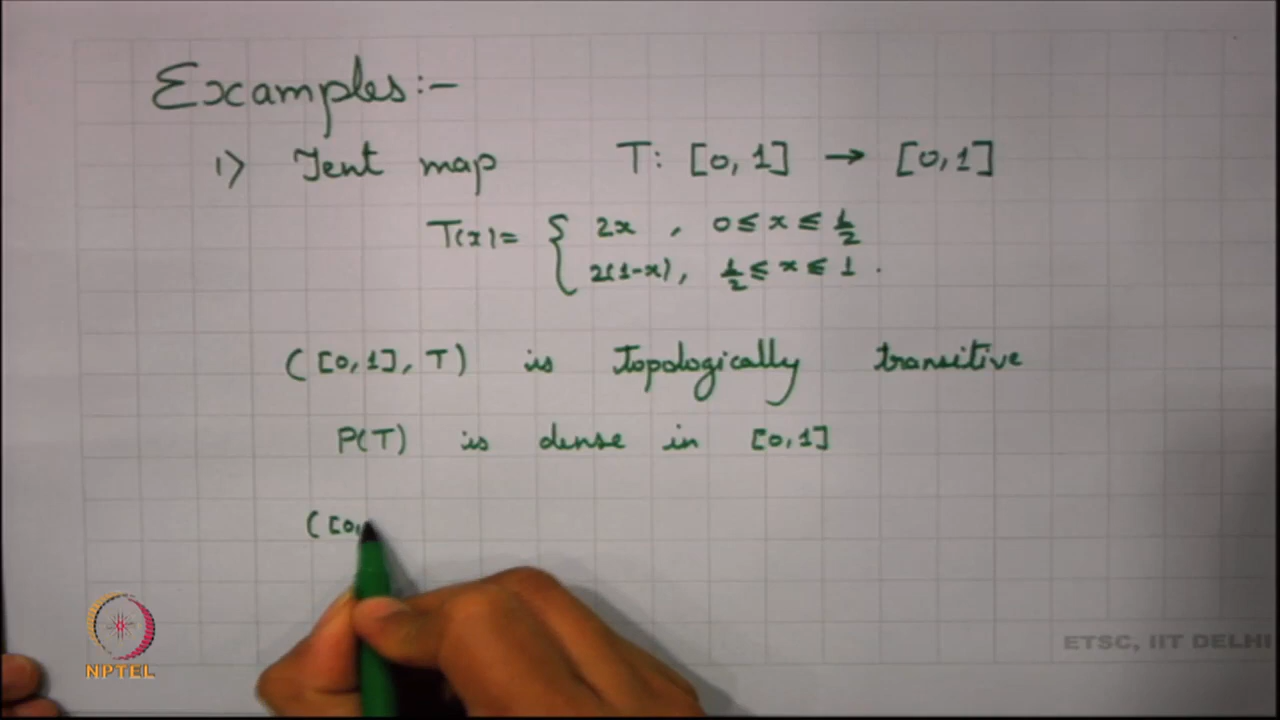 Examples:-
1) Tent map T: [0,1] → [0,1]
T(x)= { 2x , 0 ≤ x ≤ 1/2
2(1-x), 1/2 ≤ x ≤ 1 .
([0,1], T) is topologically transitive
P(T) is dense in [0,1]
([0,
NPTEL
ETSC, IIT DELHI